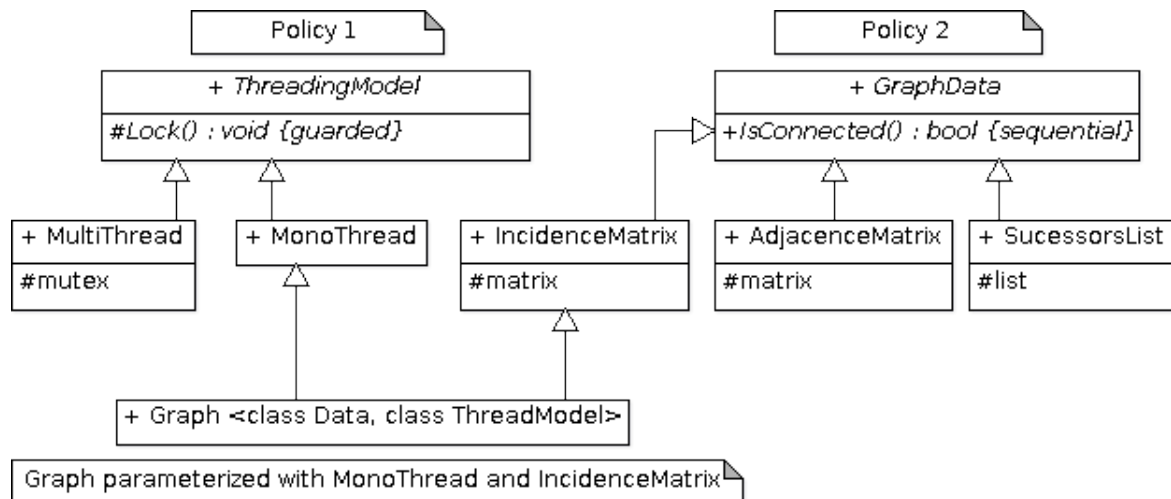 Policy 1
Policy 2
+ ThreadingModel
#Lock() : void {guarded}
+ GraphData
+IsConnected() : bool {sequential}
+ MultiThread
#mutex
+ MonoThread
+ IncidenceMatrix
#matrix
+ AdjacenceMatrix
#matrix
+ SucessorsList
#list
+ Graph <class Data, class ThreadModel>
Graph parameterized with MonoThread and IncidenceMatrix